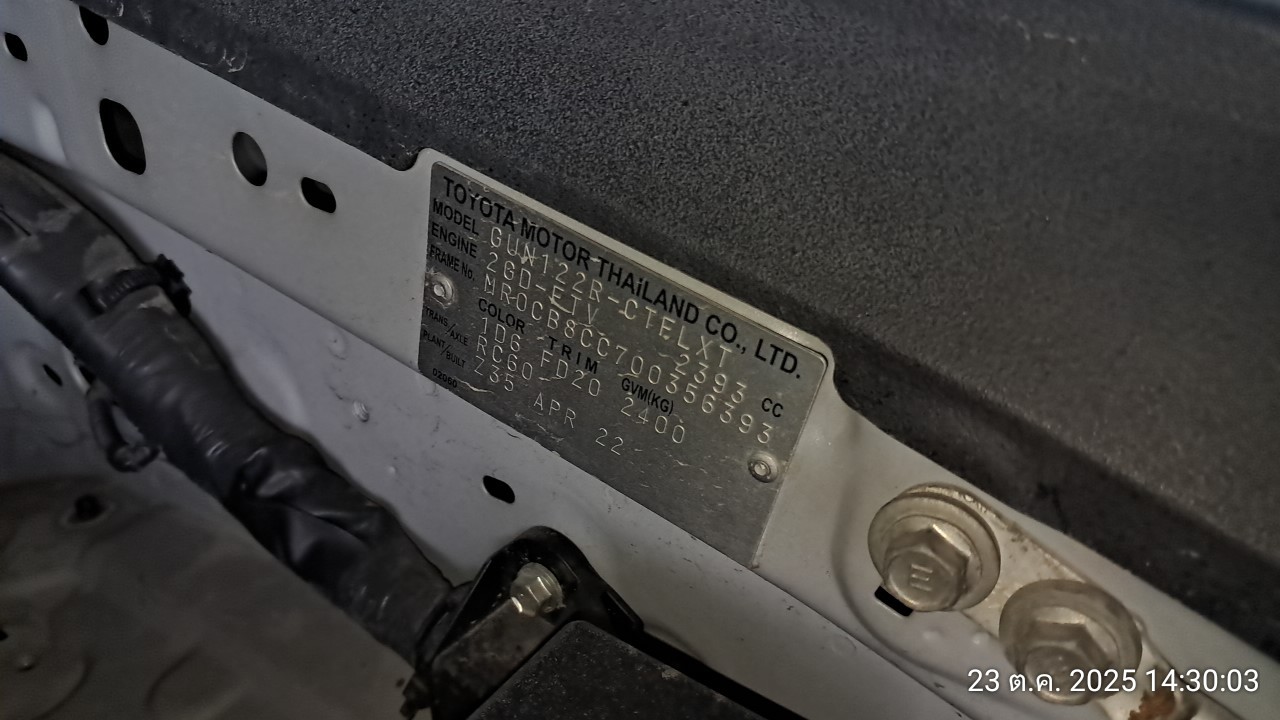 TOYOTA MOTOR THAiLAND CO., LTD.
MODEL GUN122R-CTELXT
ENGINE 2GD-FTV 2393 CC
FRAME No. MR0CB8CC700356393
COLOR TRIM GVM(KG)
1D6 FD20 2400
TRANS/AXLE RC60
PLANT/BUILT Z35 APR 22
02060
23 ต.ค. 2025 14:30:03